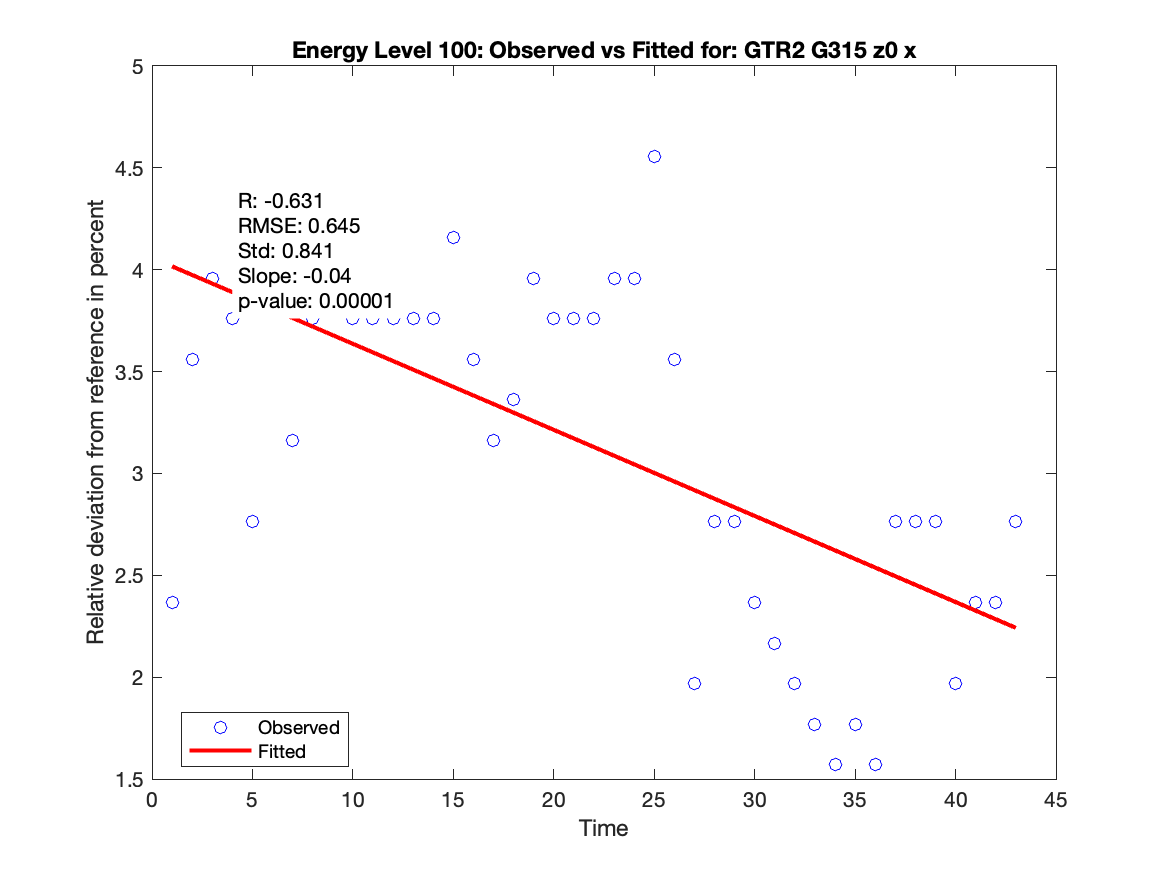 Energy Level 100: Observed vs Fitted for: GTR2 G315 z0 x
5
4.5
4
3.5
3
2.5
2
1.5
Relative deviation from reference in percent
R: -0.631
RMSE: 0.645
Std: 0.841
Slope: -0.04
p-value: 0.00001
Observed
Fitted
0 5 10 15 20 25 30 35 40 45
Time